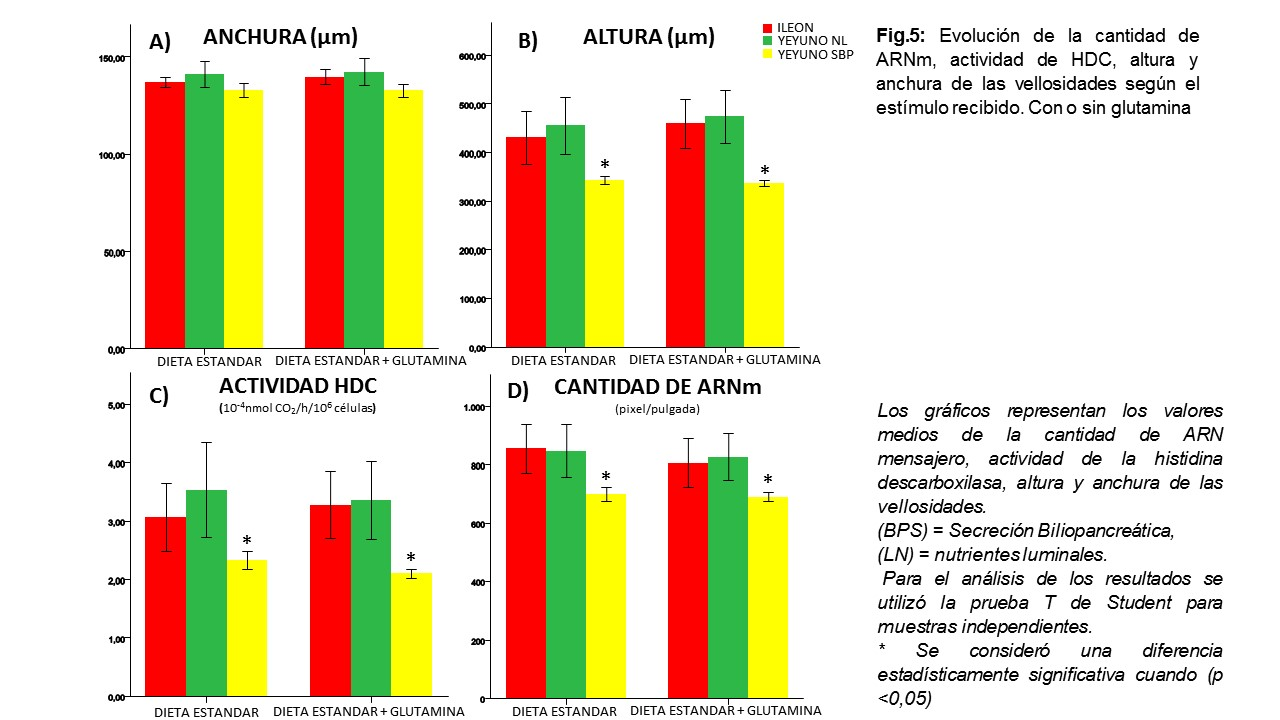 A) ANCHURA (µm)
150,00
100,00
50,00
0,00
DIETA ESTANDAR DIETA ESTANDAR + GLUTAMINA
B) ALTURA (µm)
ILEON
YEYUNO NL
YEYUNO SBP
600,00
500,00
400,00
300,00
200,00
100,00
0,00
*
*
DIETA ESTANDAR DIETA ESTANDAR + GLUTAMINA
Fig.5: Evolución de la cantidad de
ARNm, actividad de HDC, altura y
anchura de las vellosidades según el
estímulo recibido. Con o sin glutamina
C) ACTIVIDAD HDC
(10⁻⁴nmol CO₂/h/10⁶ células)
5,00
4,00
3,00
2,00
1,00
0,00
*
*
DIETA ESTANDAR DIETA ESTANDAR + GLUTAMINA
D) CANTIDAD DE ARNm
(pixel/pulgada)
1.000
800
600
400
200
0
*
*
DIETA ESTANDAR DIETA ESTANDAR + GLUTAMINA
Los gráficos representan los valores
medios de la cantidad de ARN
mensajero, actividad de la histidina
descarboxilasa, altura y anchura de las
vellosidades.
(BPS) = Secreción Biliopancreática,
(LN) = nutrientes luminales.
Para el análisis de los resultados se
utilizó la prueba T de Student para
muestras independientes.
* Se consideró una diferencia
estadísticamente significativa cuando (p
<0,05)